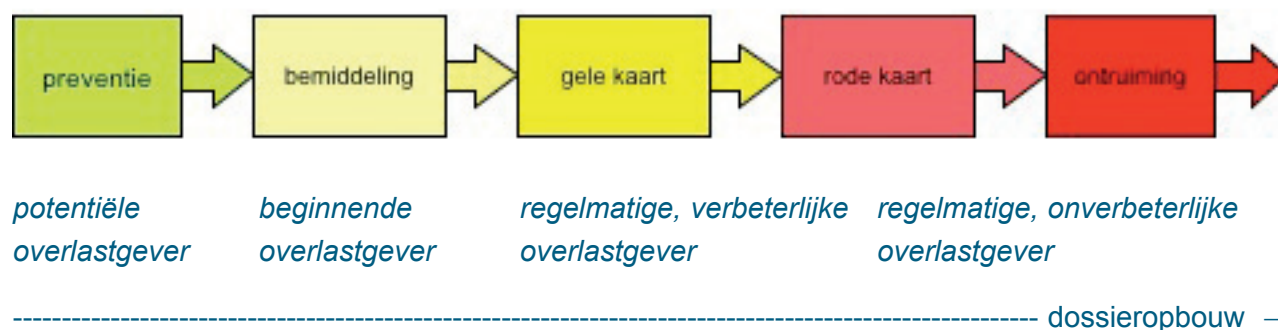 preventie
bemiddeling
gele kaart
rode kaart
ontruiming
potentiële
overlastgever
beginnende
overlastgever
regelmatige, verbeterlijke
overlastgever
regelmatige, onverbeterlijke
overlastgever
dossieropbouw